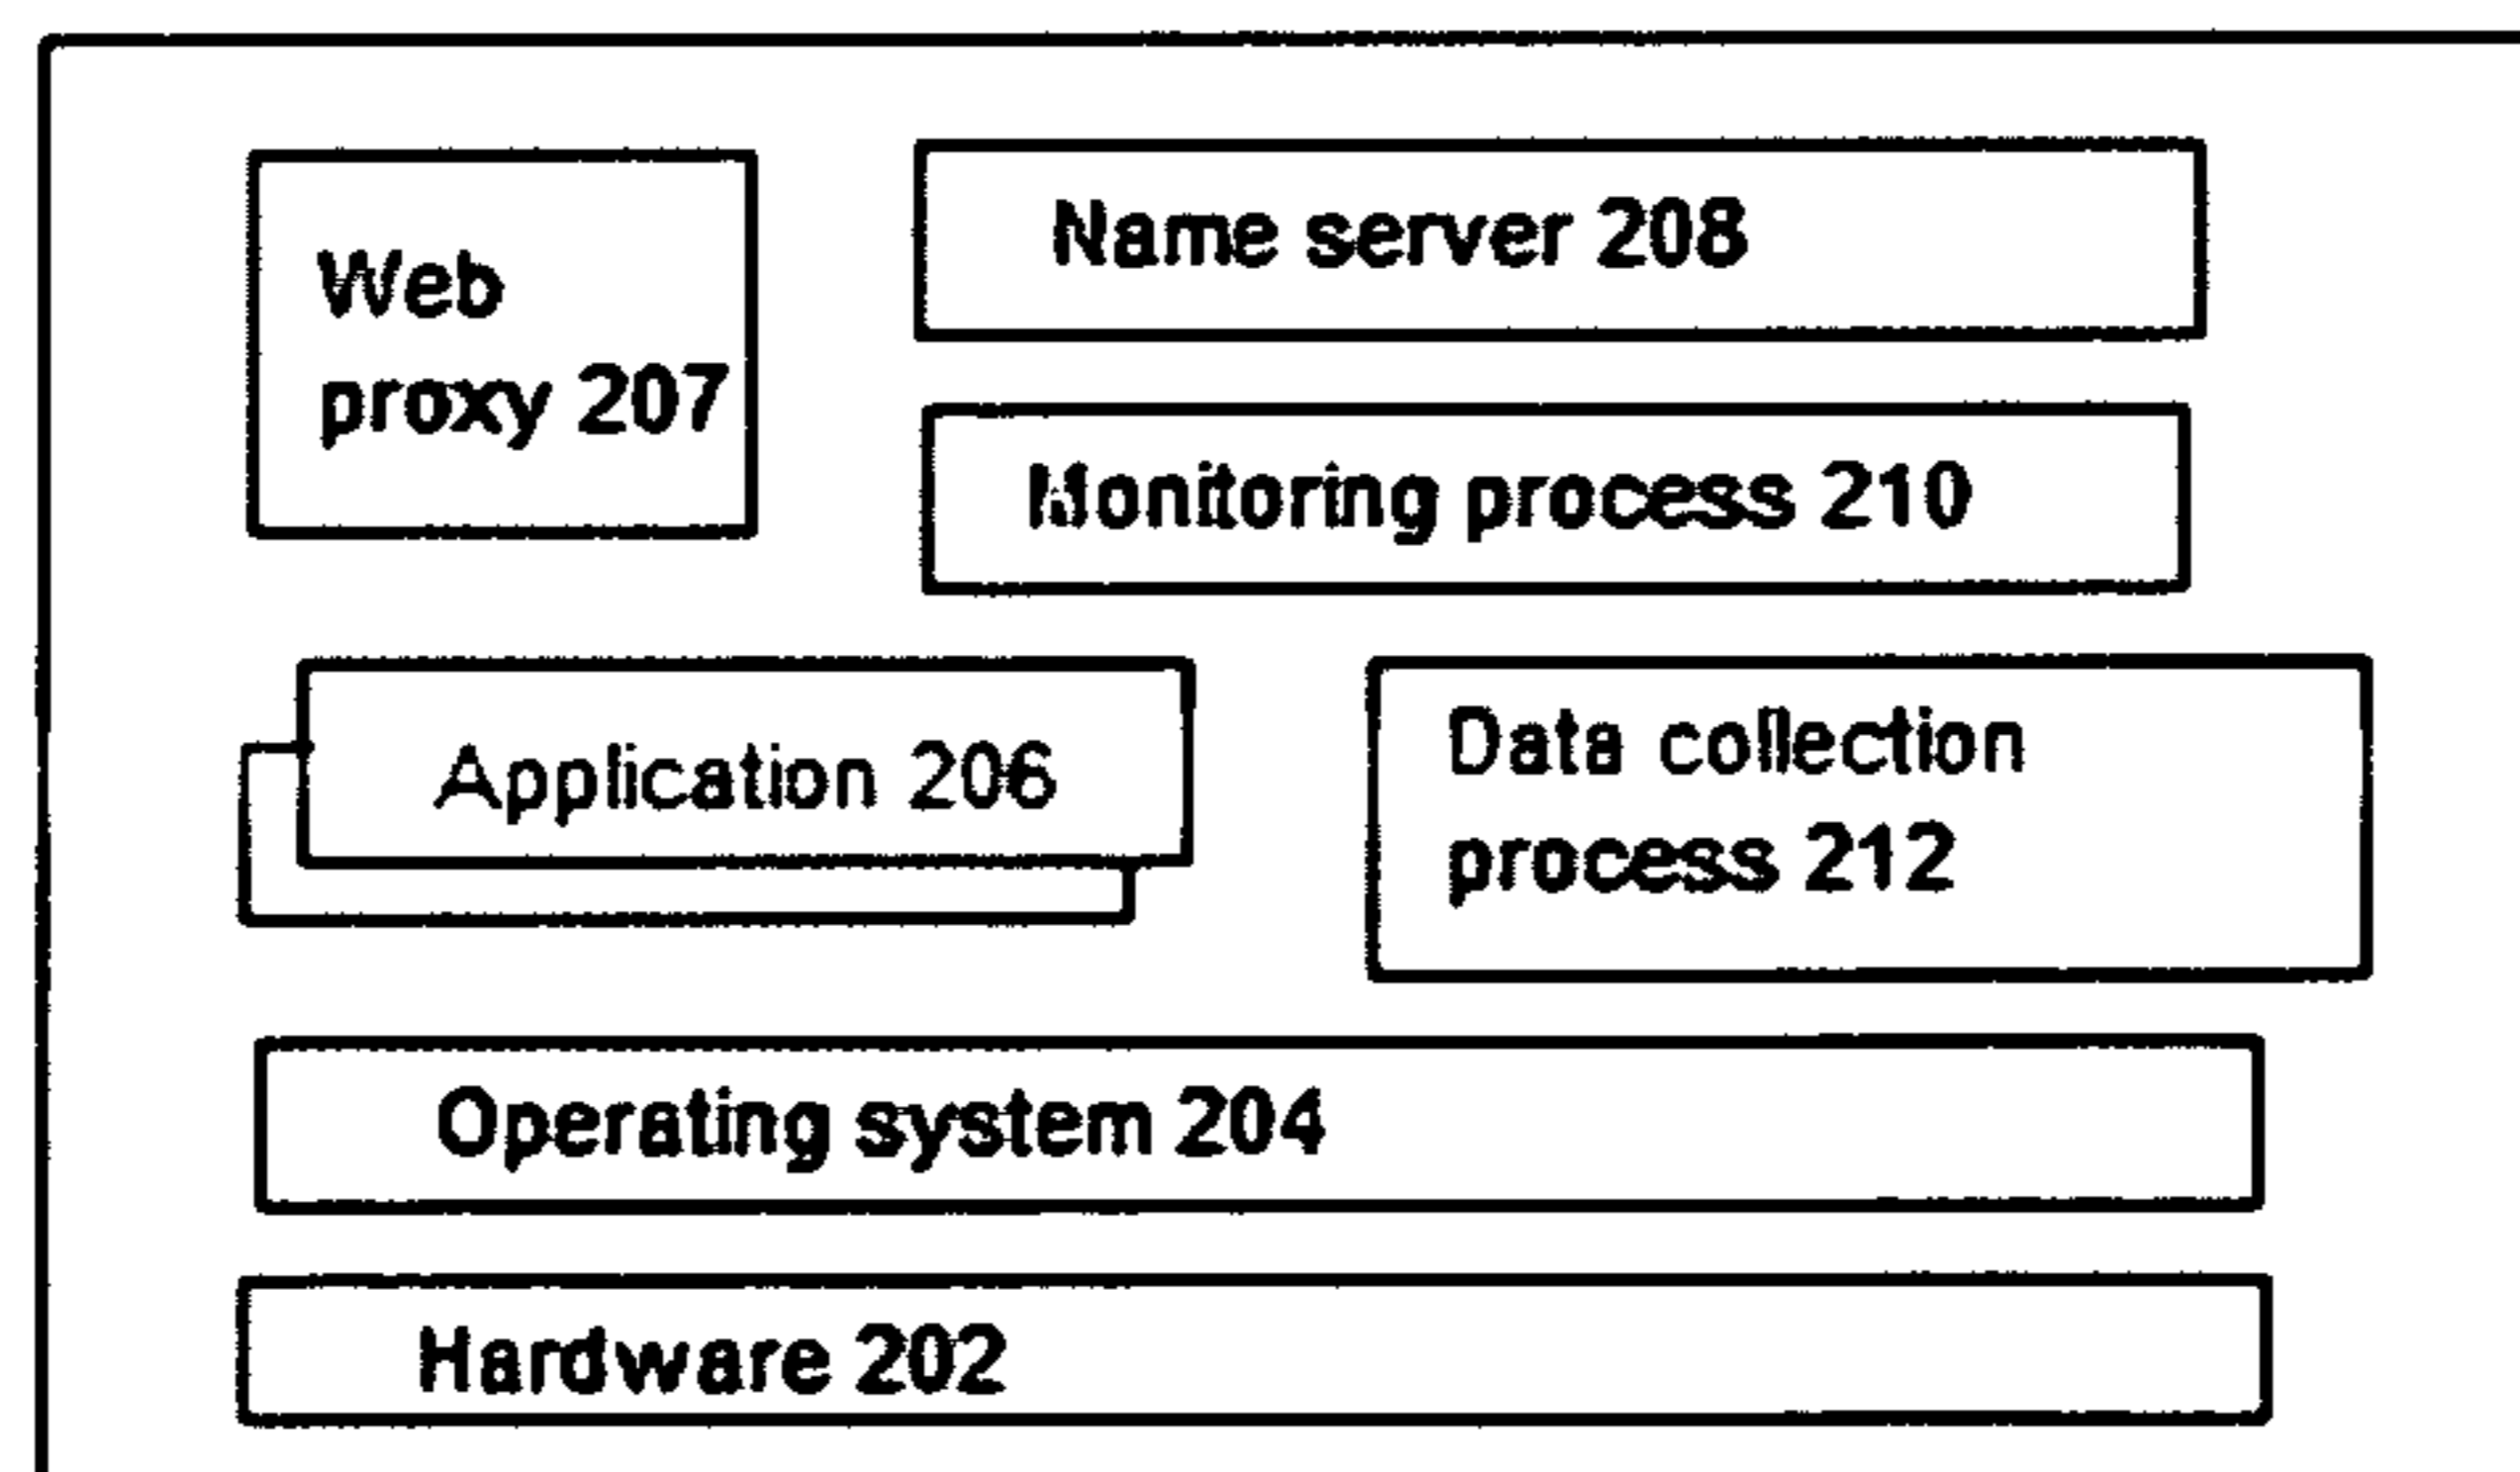 Web
proxy 207
Name server 208
Monitoring process 210
Application 206
Data collection
process 212
Operating system 204
Hardware 202